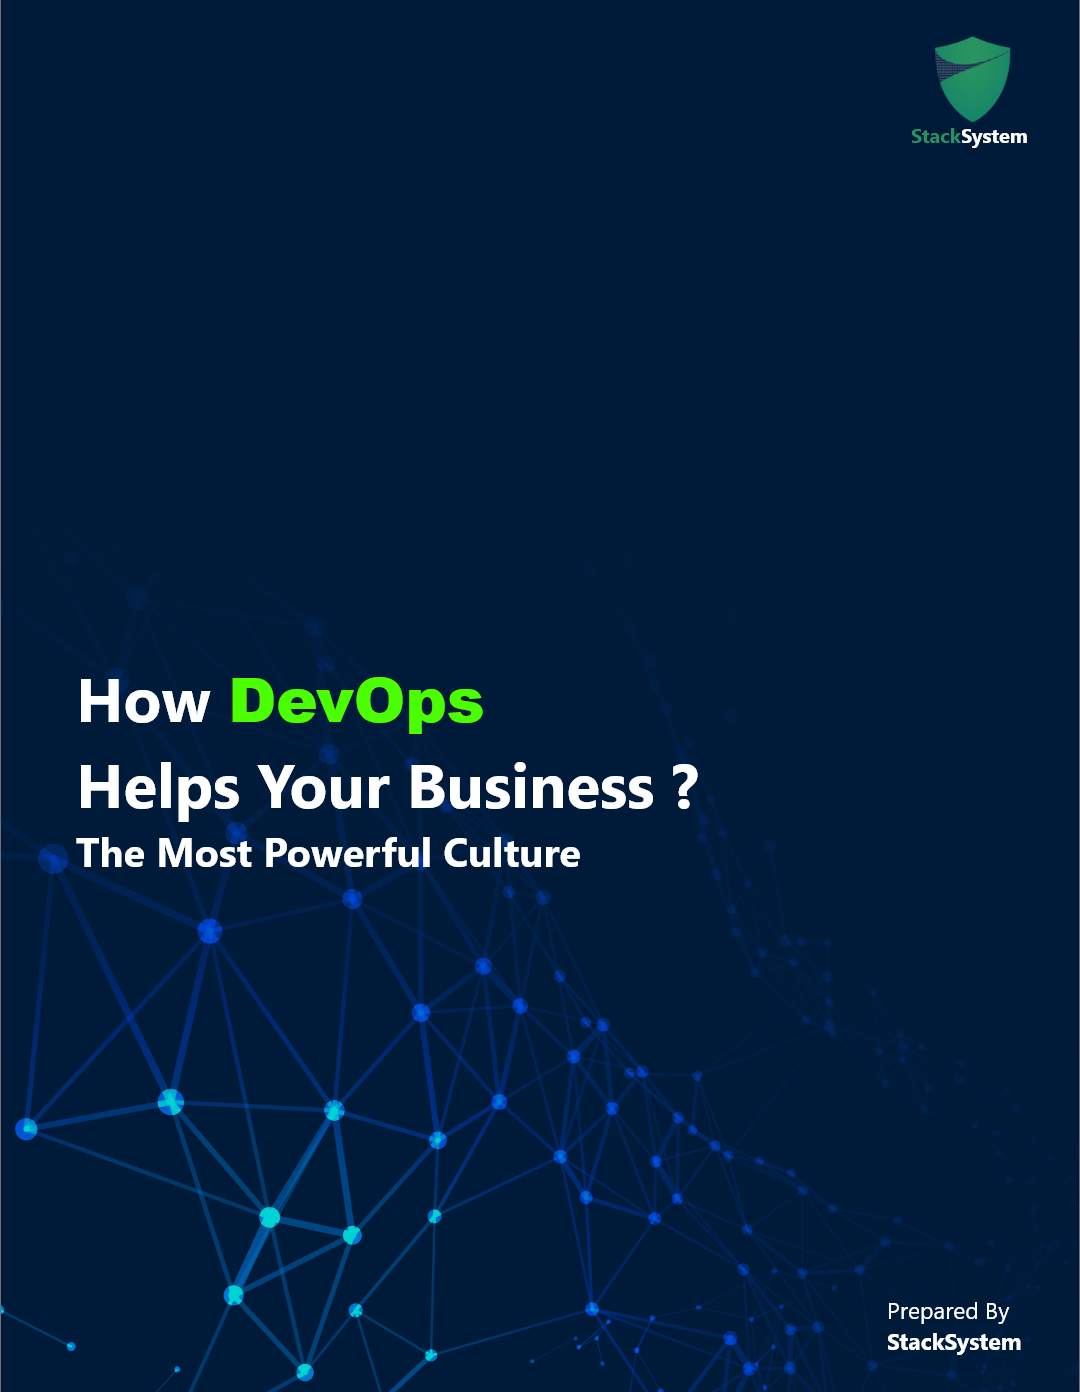 StackSystem
How DevOps
Helps Your Business ?
The Most Powerful Culture
Prepared By
StackSystem